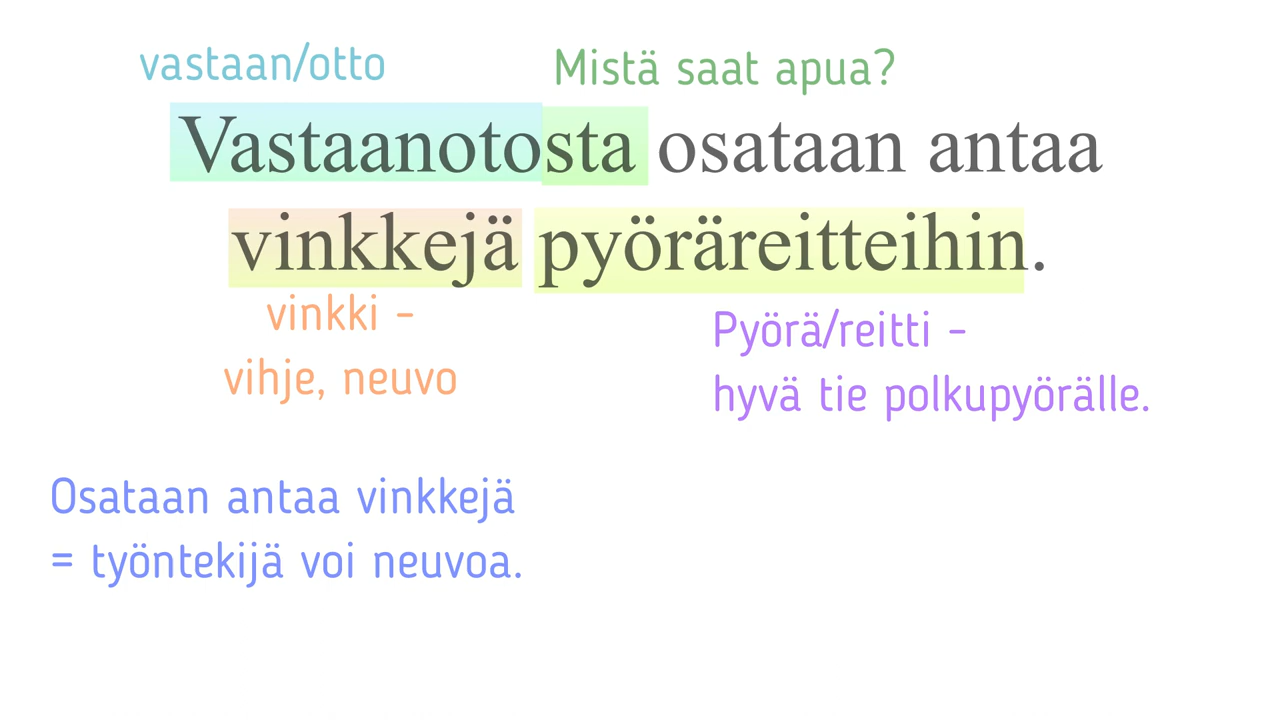 vastaan/otto
Mistä saat apua?
Vastaanotosta osataan antaa
vinkkejä pyöräreitteihin.
vinkki -
vihje, neuvo
Pyörä/reitti -
hyvä tie polkupyörälle.
Osataan antaa vinkkejä
= työntekijä voi neuvoa.